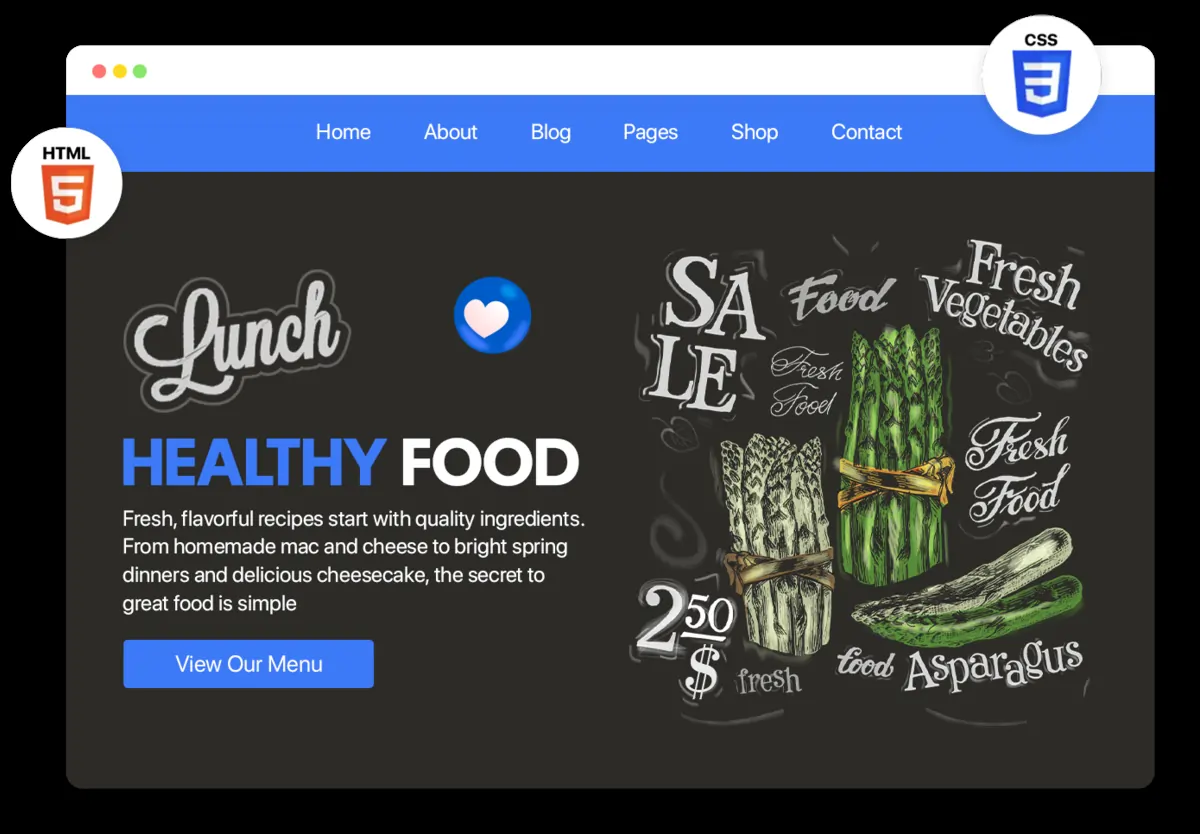 CSS
3
Home About Blog Pages Shop Contact
HTML
5
Lunch
HEALTHY FOOD
Fresh, flavorful recipes start with quality ingredients.
From homemade mac and cheese to bright spring
dinners and delicious cheesecake, the secret to
great food is simple
View Our Menu
SA
LE
Food
Fresh
Vegetables
Fresh
Food
Fresh
Food
2 50
$
fresh
food Asparagus